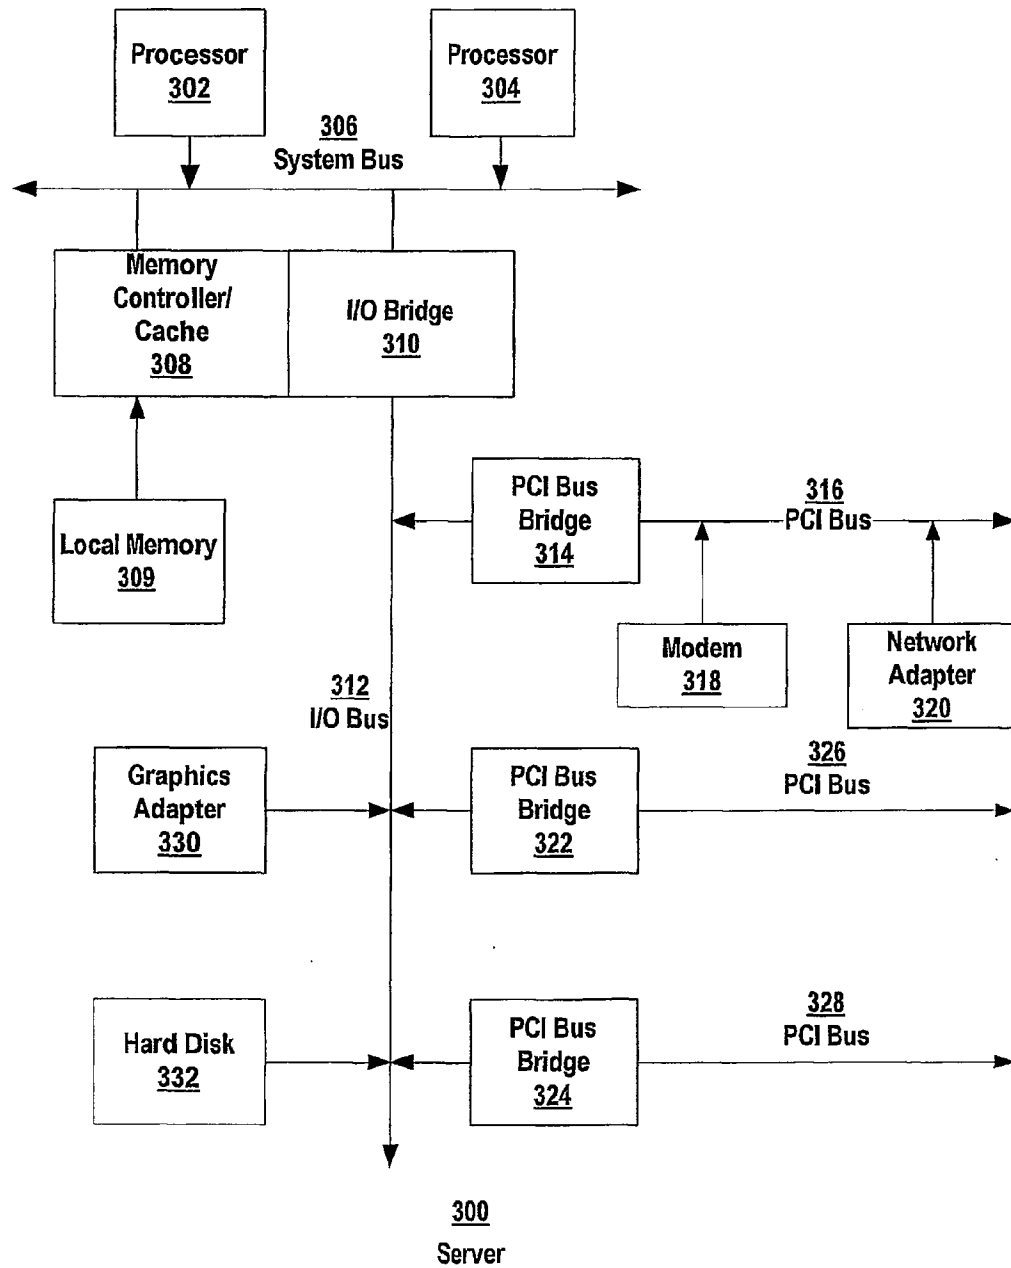 Processor
302
Processor
304
306
System Bus
Memory
Controller/
Cache
308
I/O Bridge
310
PCI Bus
Bridge
314
316
PCI Bus
Local Memory
309
Modem
318
Network
Adapter
320
312
I/O Bus
Graphics
Adapter
330
PCI Bus
Bridge
322
326
PCI Bus
Hard Disk
332
PCI Bus
Bridge
324
328
PCI Bus
300
Server